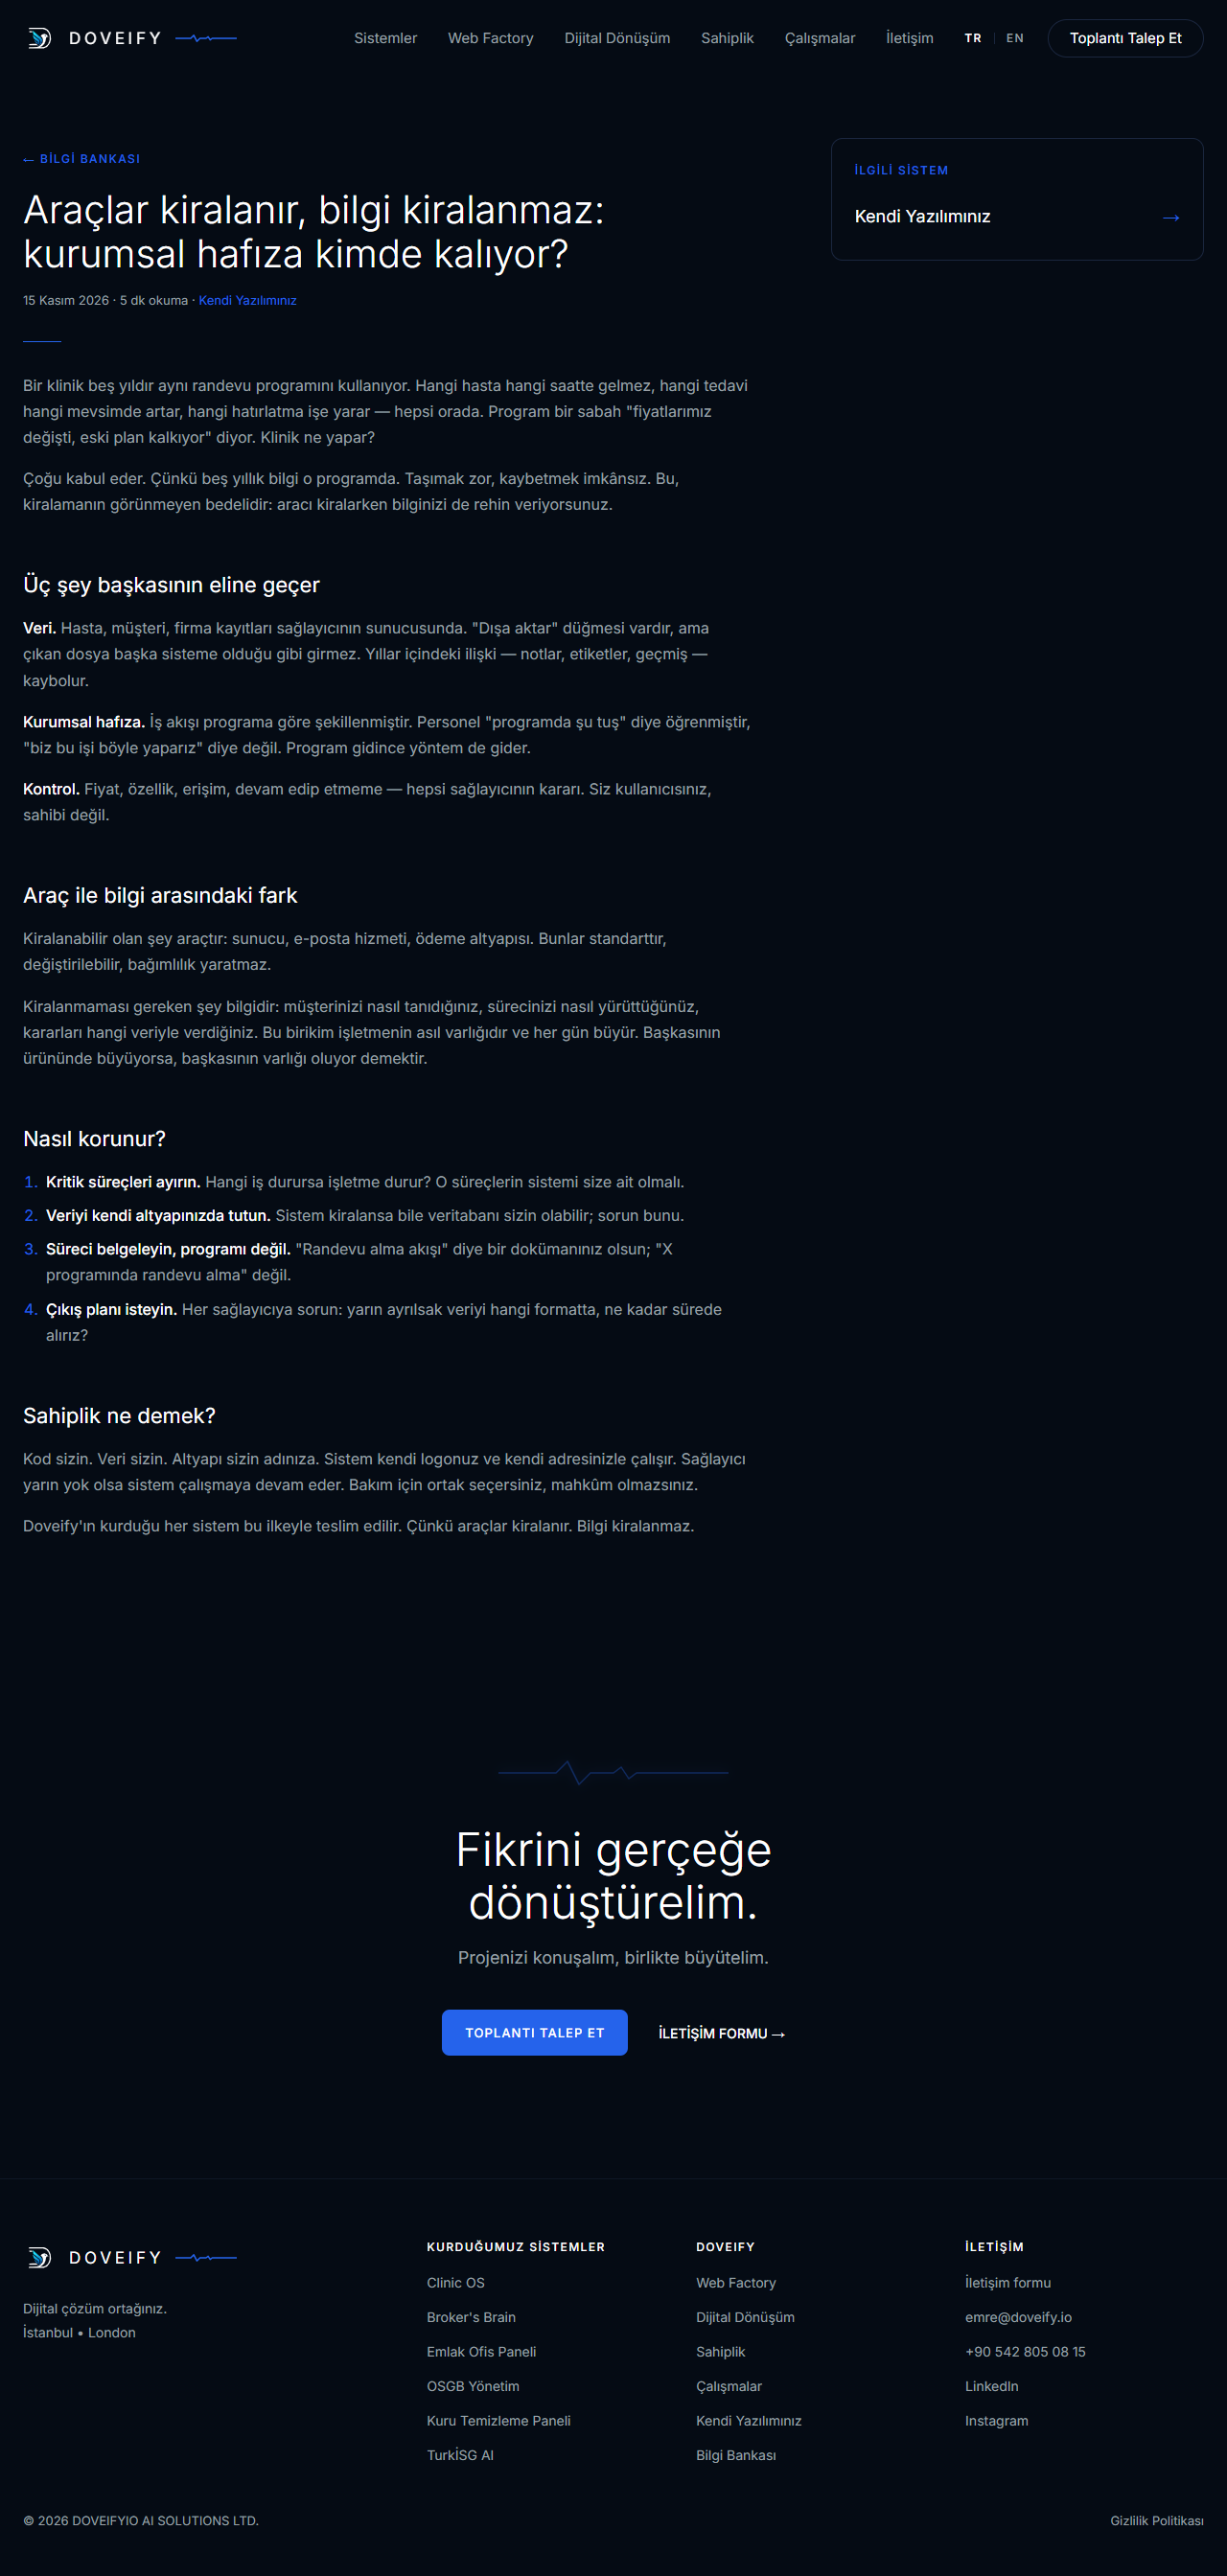 DOVEIFY
Sistemler Web Factory Dijital Dönüşüm Sahiplik Çalışmalar İletişim TR EN Toplantı Talep Et
← BİLGİ BANKASI
Araçlar kiralanır, bilgi kiralanmaz:
kurumsal hafıza kimde kalıyor?
15 Kasım 2026 · 5 dk okuma · Kendi Yazılımınız
Bir klinik beş yıldır aynı randevu programını kullanıyor. Hangi hasta hangi saatte gelmez, hangi tedavi
hangi mevsimde artar, hangi hatırlatma işe yarar — hepsi orada. Program bir sabah "fiyatlarımız
değişti, eski plan kalkıyor" diyor. Klinik ne yapar?
Çoğu kabul eder. Çünkü beş yıllık bilgi o programda. Taşımak zor, kaybetmek imkânsız. Bu,
kiralamanın görünmeyen bedelidir: aracı kiralarken bilginizi de rehin veriyorsunuz.
Üç şey başkasının eline geçer
Veri. Hasta, müşteri, firma kayıtları sağlayıcının sunucusunda. "Dışa aktar" düğmesi vardır, ama
çıkan dosya başka sisteme olduğu gibi girmez. Yıllar içindeki ilişki — notlar, etiketler, geçmiş —
kaybolur.
Kurumsal hafıza. İş akışı programa göre şekillenmiştir. Personel "programda şu tuş" diye öğrenmiştir,
"biz bu işi böyle yaparız" diye değil. Program gidince yöntem de gider.
Kontrol. Fiyat, özellik, erişim, devam edip etmeme — hepsi sağlayıcının kararı. Siz kullanıcısınız,
sahibi değil.
Araç ile bilgi arasındaki fark
Kiralanabilir olan şey araçtır: sunucu, e-posta hizmeti, ödeme altyapısı. Bunlar standarttır,
değiştirilebilir, bağımlılık yaratmaz.
Kiralanmaması gereken şey bilgidir: müşterinizi nasıl tanıdığınız, sürecinizi nasıl yürüttüğünüz,
kararları hangi veriyle verdiğiniz. Bu birikim işletmenin asıl varlığıdır ve her gün büyür. Başkasının
ürününde büyüyorsa, başkasının varlığı oluyor demektir.
Nasıl korunur?
1. Kritik süreçleri ayırın. Hangi iş durursa işletme durur? O süreçlerin sistemi size ait olmalı.
2. Veriyi kendi altyapınızda tutun. Sistem kiralansa bile veritabanı sizin olabilir; sorun bunu.
3. Süreci belgeleyin, programı değil. "Randevu alma akışı" diye bir dokümanınız olsun; "X
programında randevu alma" değil.
4. Çıkış planı isteyin. Her sağlayıcıya sorun: yarın ayrılsak veriyi hangi formatta, ne kadar sürede
alırız?
Sahiplik ne demek?
Kod sizin. Veri sizin. Altyapı sizin adınıza. Sistem kendi logonuz ve kendi adresinizle çalışır. Sağlayıcı
yarın yok olsa sistem çalışmaya devam eder. Bakım için ortak seçersiniz, mahkûm olmazsınız.
Doveify'ın kurduğu her sistem bu ilkeyle teslim edilir. Çünkü araçlar kiralanır. Bilgi kiralanmaz.
İLGİLİ SİSTEM
Kendi Yazılımınız →
Fikrini gerçeğe
dönüştürelim.
Projenizi konuşalım, birlikte büyütelim.
TOPLANTI TALEP ET
İLETİŞİM FORMU →
DOVEIFY
Dijital çözüm ortağınız.
İstanbul • London
KURDUĞUMUZ SİSTEMLER
Clinic OS
Broker's Brain
Emlak Ofis Paneli
OSGB Yönetim
Kuru Temizleme Paneli
TurkİSG AI
DOVEIFY
Web Factory
Dijital Dönüşüm
Sahiplik
Çalışmalar
Kendi Yazılımınız
Bilgi Bankası
İLETİŞİM
İletişim formu
emre@doveify.io
+90 542 805 08 15
LinkedIn
Instagram
© 2026 DOVEIFYIO AI SOLUTIONS LTD.
Gizlilik Politikası